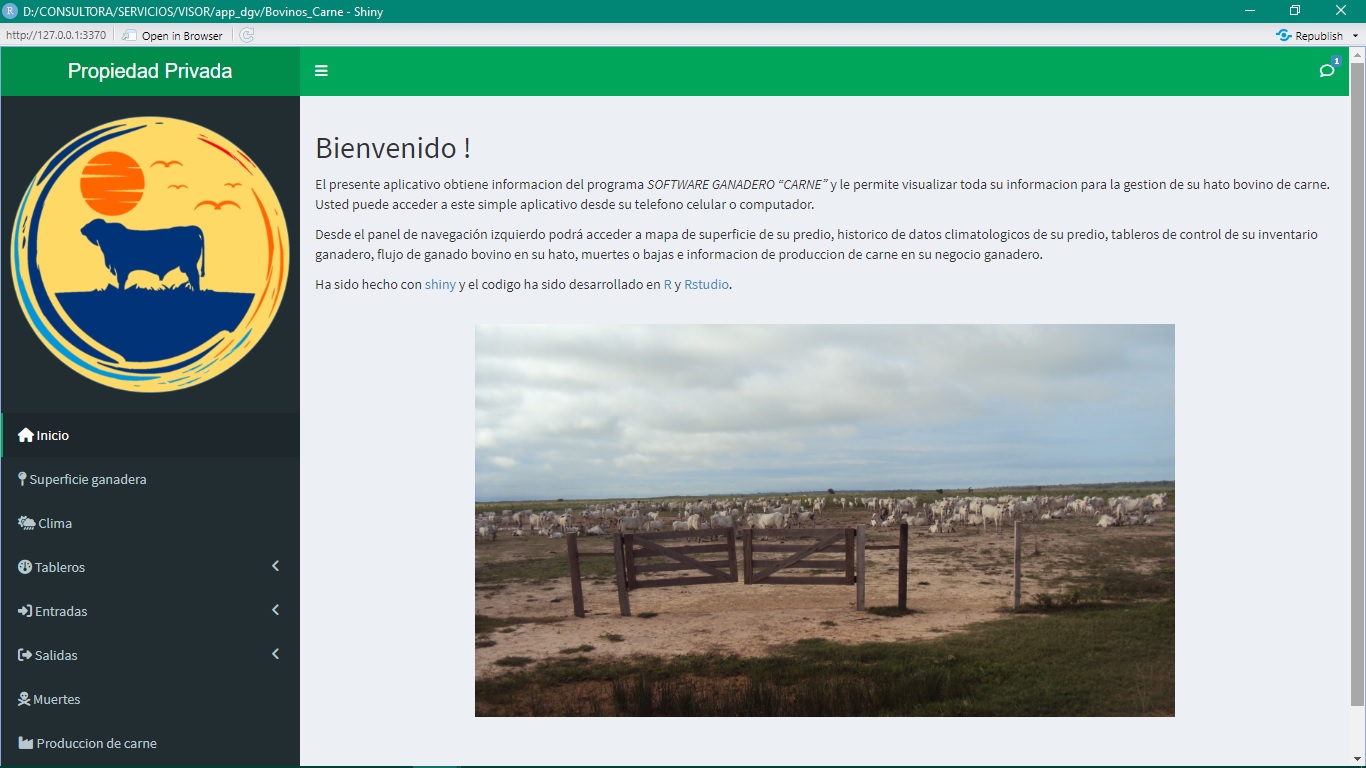 D:/CONSULTORA/SERVICIOS/VISOR/app_dgv/Bovinos_Carne - Shiny
http://127.0.0.1:3370
Open in Browser
Republish
Propiedad Privada
1
Bienvenido !
El presente aplicativo obtiene informacion del programa SOFTWARE GANADERO “CARNE” y le permite visualizar toda su informacion para la gestion de su hato bovino de carne.
Usted puede acceder a este simple aplicativo desde su telefono celular o computador.
Desde el panel de navegación izquierdo podrá acceder a mapa de superficie de su predio, historico de datos climatologicos de su predio, tableros de control de su inventario
ganadero, flujo de ganado bovino en su hato, muertes o bajas e informacion de produccion de carne en su negocio ganadero.
Ha sido hecho con shiny y el codigo ha sido desarrollado en R y Rstudio.
Inicio
Superficie ganadera
Clima
Tableros
Entradas
Salidas
Muertes
Produccion de carne